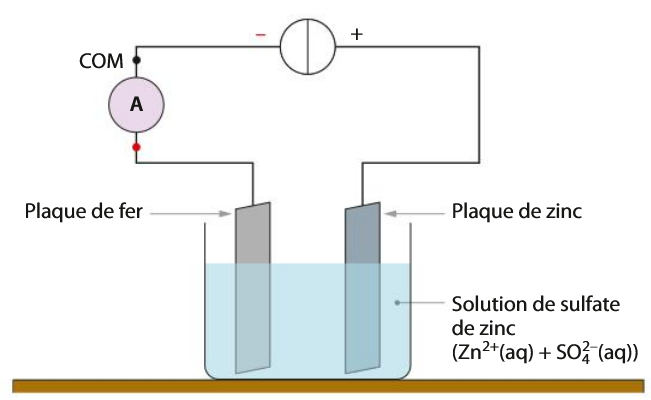 − +
COM
A
Plaque de fer
Plaque de zinc
Solution de sulfate
de zinc
(Zn²⁺(aq) + SO₄²⁻(aq))